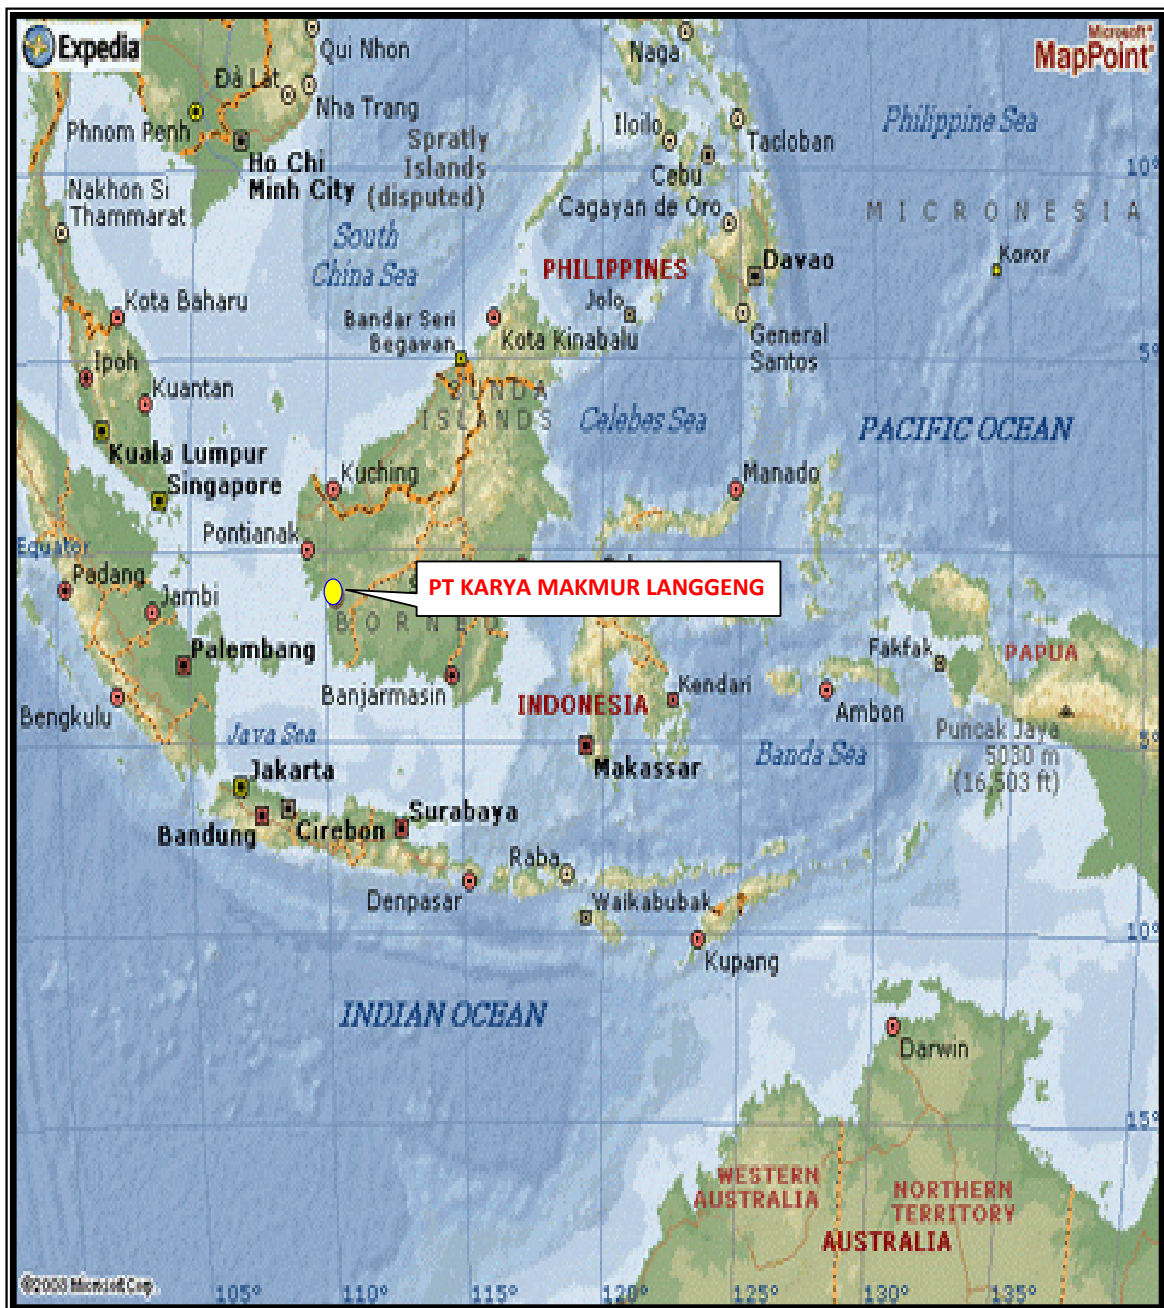 Expedia
Microsoft®
MapPoint®
Qui Nhon
Naga
Đà Lat
Nha Trang
Phnom Penh
Ho Chi
Minh City
Spratly
Islands
(disputed)
Iloilo
Tacloban
Cebu
Philippine Sea
10°
Nakhon Si
Thammarat
Cagayan de Oro
MICRONESIA
South
China Sea
PHILIPPINES
Davao
Koror
Kota Baharu
Jolo
Bandar Seri
Begawan
Kota Kinabalu
General
Santos
5°
Ipoh
Kuantan
ISLANDS
Celebes Sea
PACIFIC OCEAN
Kuala Lumpur
Kuching
Manado
Singapore
Pontianak
Equator
Padang
PT KARYA MAKMUR LANGGENG
Jambi
Palembang
Fakfak
PAPUA
Banjarmasin
Kendari
INDONESIA
Bengkulu
Ambon
Java Sea
Puncak Jaya
5030 m
(16,503 ft)
Banda Sea
Jakarta
Makassar
Surabaya
Bandung
Cirebon
Raba
Denpasar
Waikabubak
10°
Kupang
INDIAN OCEAN
Darwin
15°
WESTERN
AUSTRALIA
NORTHERN
TERRITORY
AUSTRALIA
©2003 Microsoft Corp.
105°
110°
115°
120°
125°
130°
135°